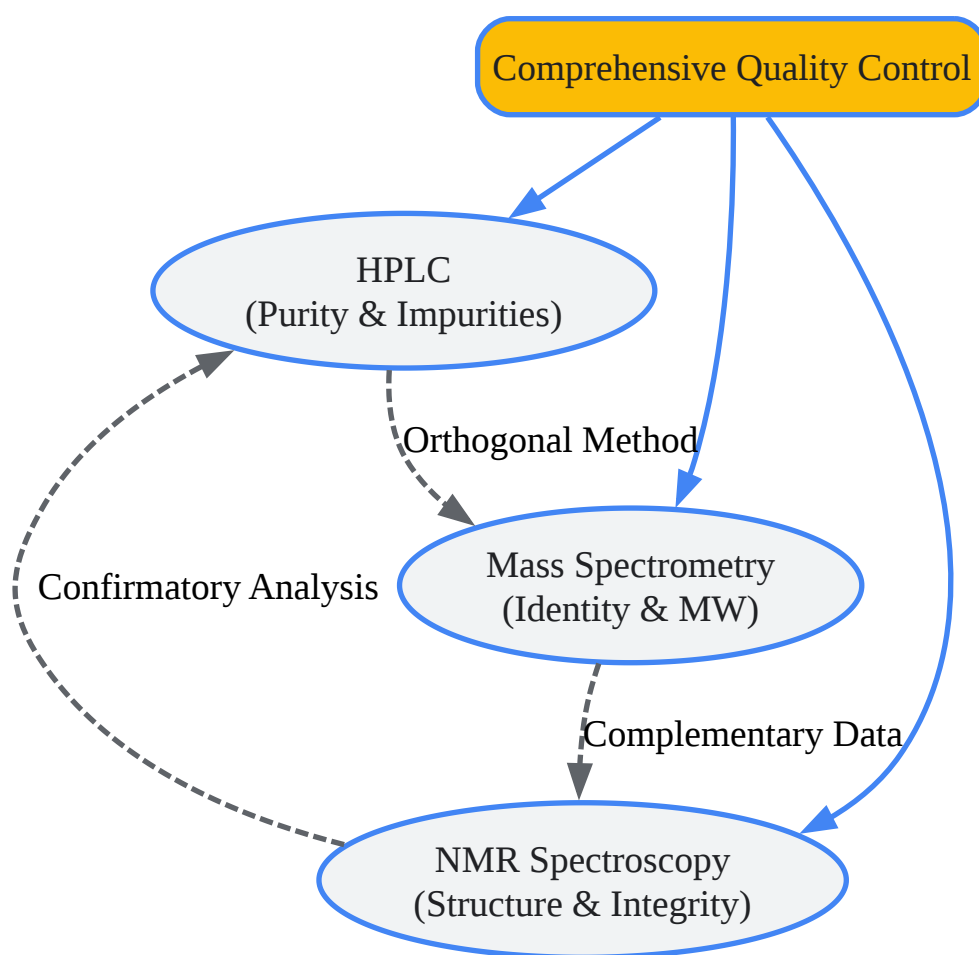 Comprehensive Quality Control
HPLC
(Purity & Impurities)
Orthogonal Method
Mass Spectrometry
(Identity & MW)
Confirmatory Analysis
Complementary Data
NMR Spectroscopy
(Structure & Integrity)